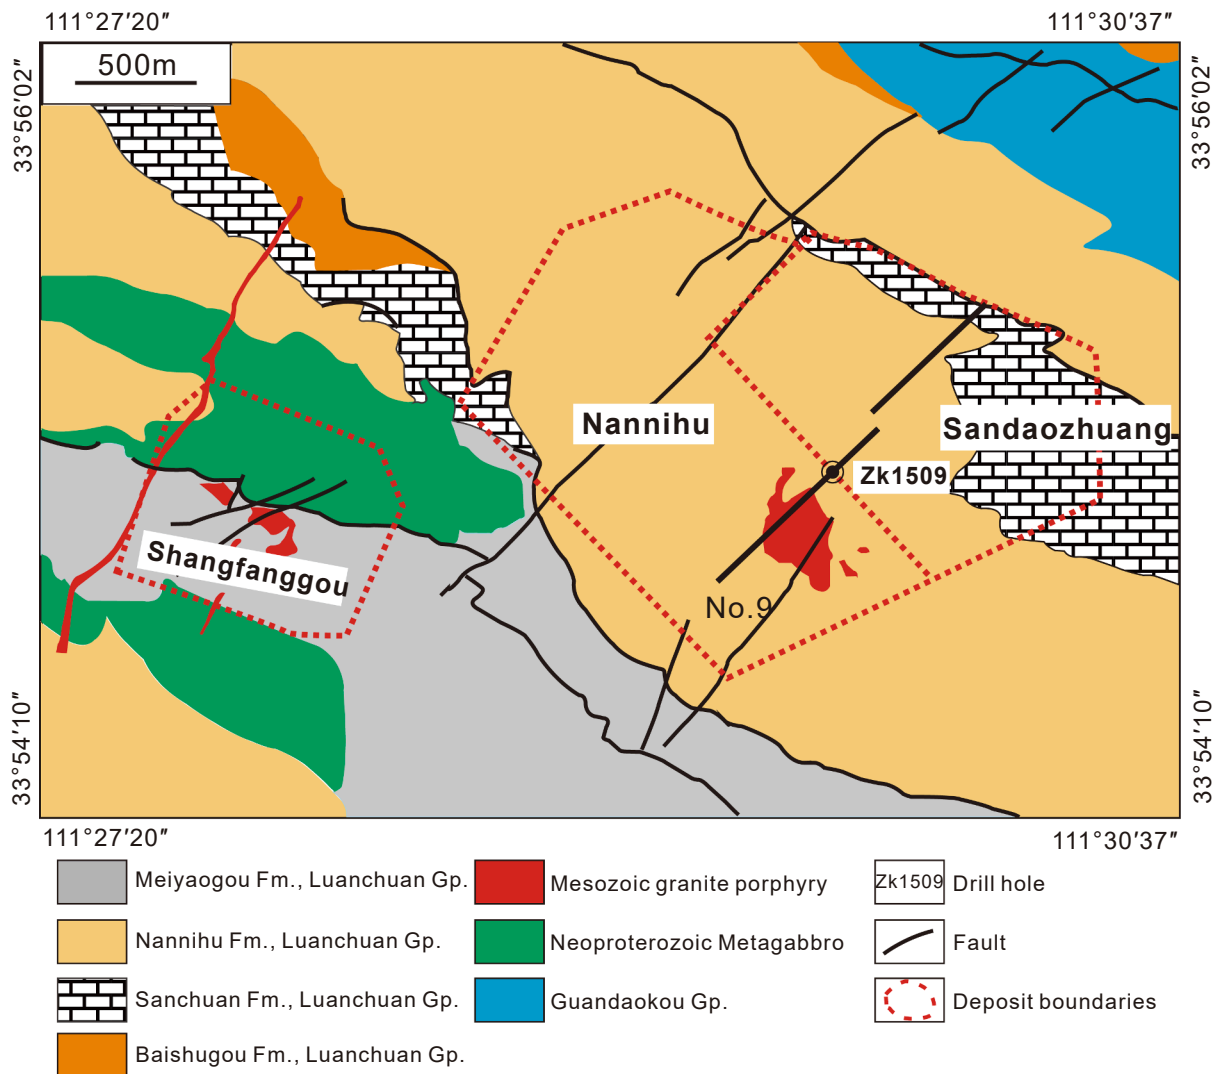 111°27′20″
111°30′37″
500m
33°56′02″
33°56′02″
Nannihu
Sandaozhuang
Zk1509
Shangfanggou
No.9
33°54′10″
33°54′10″
111°27′20″
111°30′37″
Meiyaogou Fm., Luanchuan Gp.
Mesozoic granite porphyry
Zk1509
Drill hole
Nannihu Fm., Luanchuan Gp.
Neoproterozoic Metagabbro
Fault
Sanchuan Fm., Luanchuan Gp.
Guandaokou Gp.
Deposit boundaries
Baishugou Fm., Luanchuan Gp.